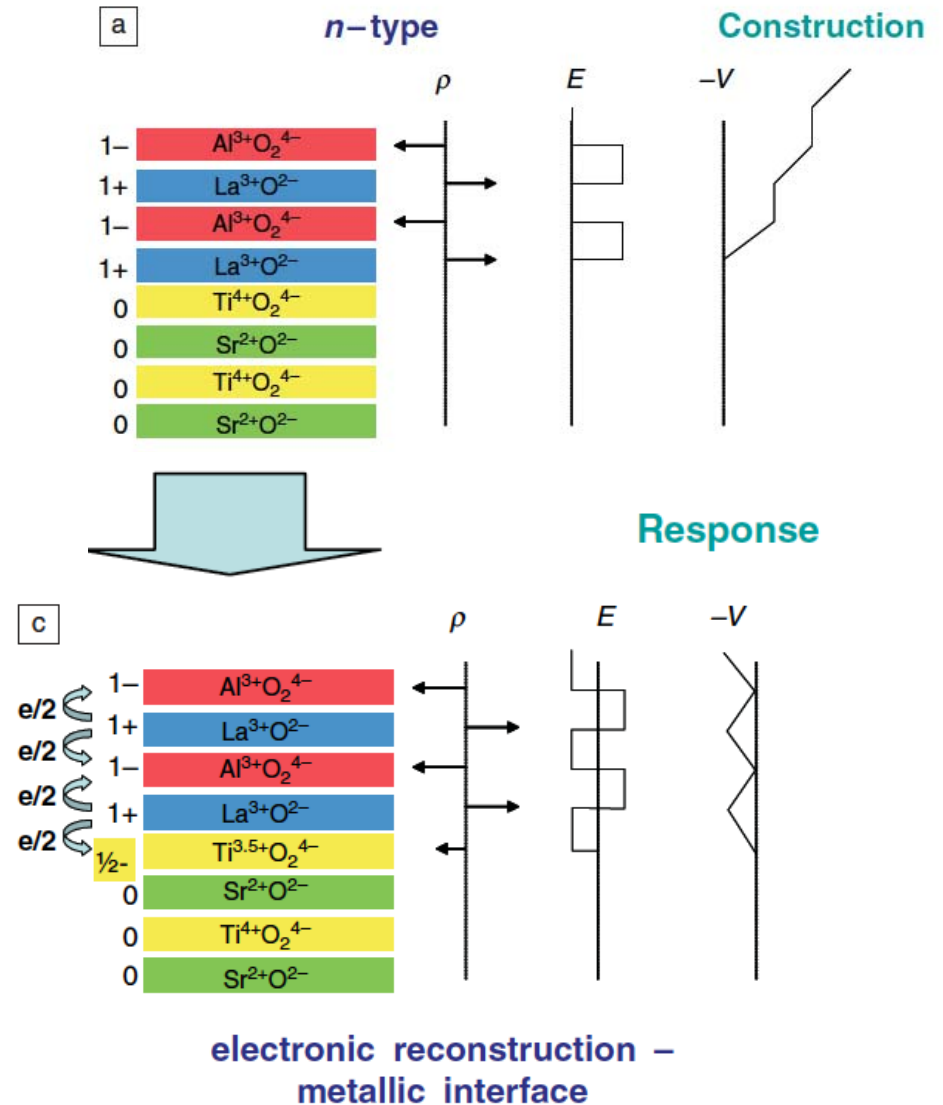 a
n–type
Construction
ρ
E
–V
1– Al³⁺O₂⁴⁻
1+ La³⁺O²⁻
1– Al³⁺O₂⁴⁻
1+ La³⁺O²⁻
0 Ti⁴⁺O₂⁴⁻
0 Sr²⁺O²⁻
0 Ti⁴⁺O₂⁴⁻
0 Sr²⁺O²⁻
Response
c
ρ
E
–V
1– Al³⁺O₂⁴⁻
e/2
1+ La³⁺O²⁻
e/2
1– Al³⁺O₂⁴⁻
e/2
1+ La³⁺O²⁻
e/2
½- Ti³·⁵⁺O₂⁴⁻
0 Sr²⁺O²⁻
0 Ti⁴⁺O₂⁴⁻
0 Sr²⁺O²⁻
electronic reconstruction –
metallic interface